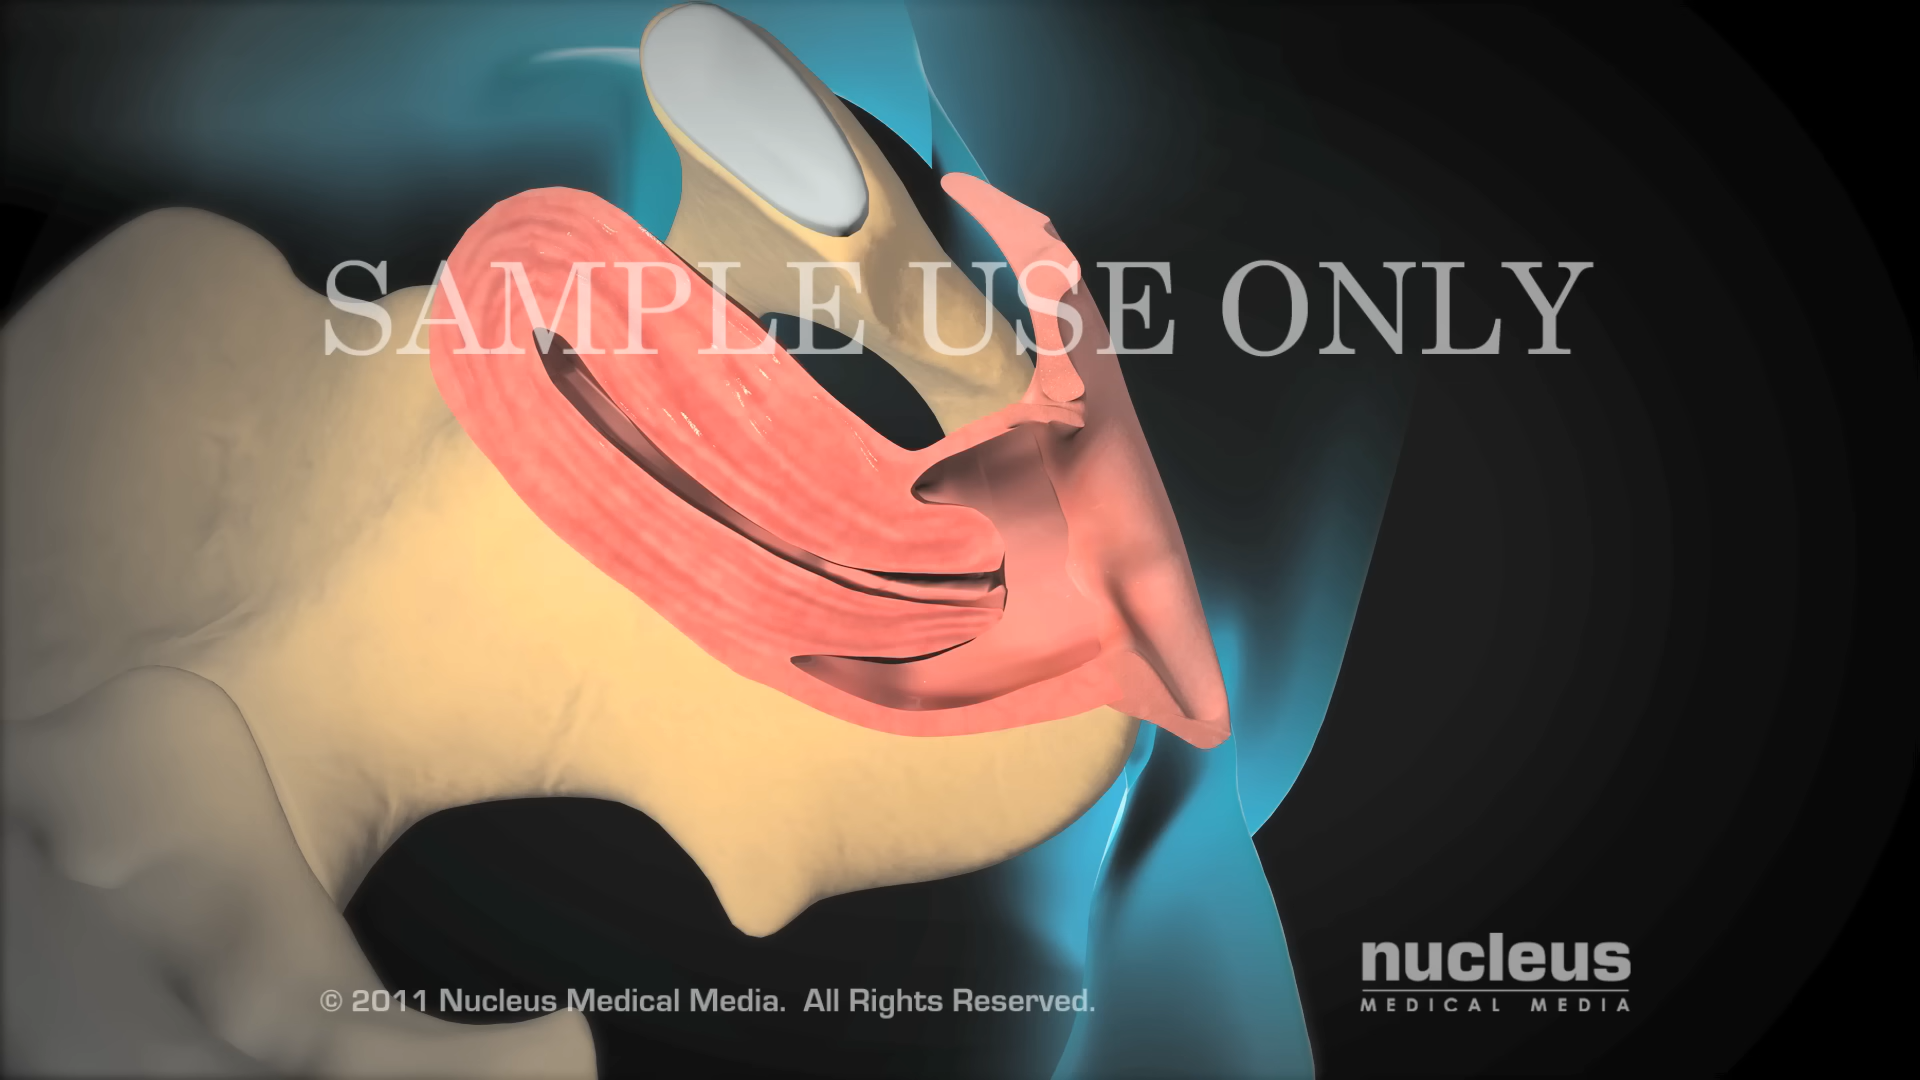 SAMPLE USE ONLY
nucleus
MEDICAL MEDIA
© 2011 Nucleus Medical Media. All Rights Reserved.